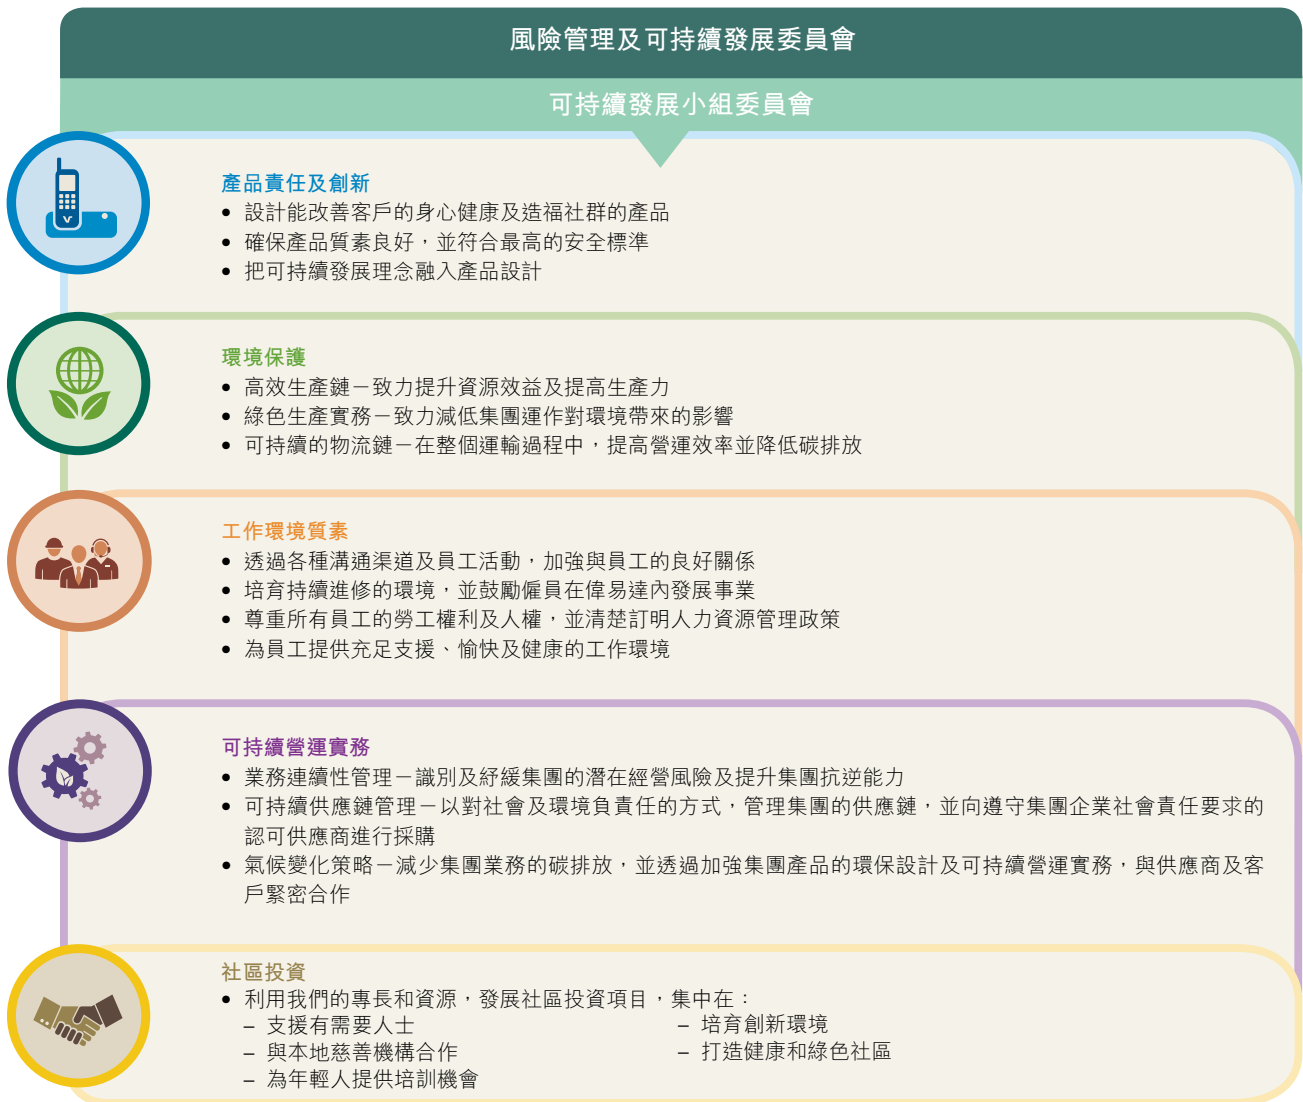 風險管理及可持續發展委員會
可持續發展小組委員會
產品責任及創新
• 設計能改善客戶的身心健康及造福社群的產品
• 確保產品質素良好，並符合最高的安全標準
• 把可持續發展理念融入產品設計
環境保護
• 高效生產鏈－致力提升資源效益及提高生產力
• 綠色生產實務－致力減低集團運作對環境帶來的影響
• 可持續的物流鏈－在整個運輸過程中，提高營運效率並降低碳排放
工作環境質素
• 透過各種溝通渠道及員工活動，加強與員工的良好關係
• 培育持續進修的環境，並鼓勵僱員在偉易達內發展事業
• 尊重所有員工的勞工權利及人權，並清楚訂明人力資源管理政策
• 為員工提供充足支援、愉快及健康的工作環境
可持續營運實務
• 業務連續性管理－識別及紓緩集團的潛在經營風險及提升集團抗逆能力
• 可持續供應鏈管理－以對社會及環境負責任的方式，管理集團的供應鏈，並向遵守集團企業社會責任要求的
認可供應商進行採購
• 氣候變化策略－減少集團業務的碳排放，並透過加強集團產品的環保設計及可持續營運實務，與供應商及客
戶緊密合作
社區投資
• 利用我們的專長和資源，發展社區投資項目，集中在：
– 支援有需要人士
– 與本地慈善機構合作
– 為年輕人提供培訓機會
– 培育創新環境
– 打造健康和綠色社區